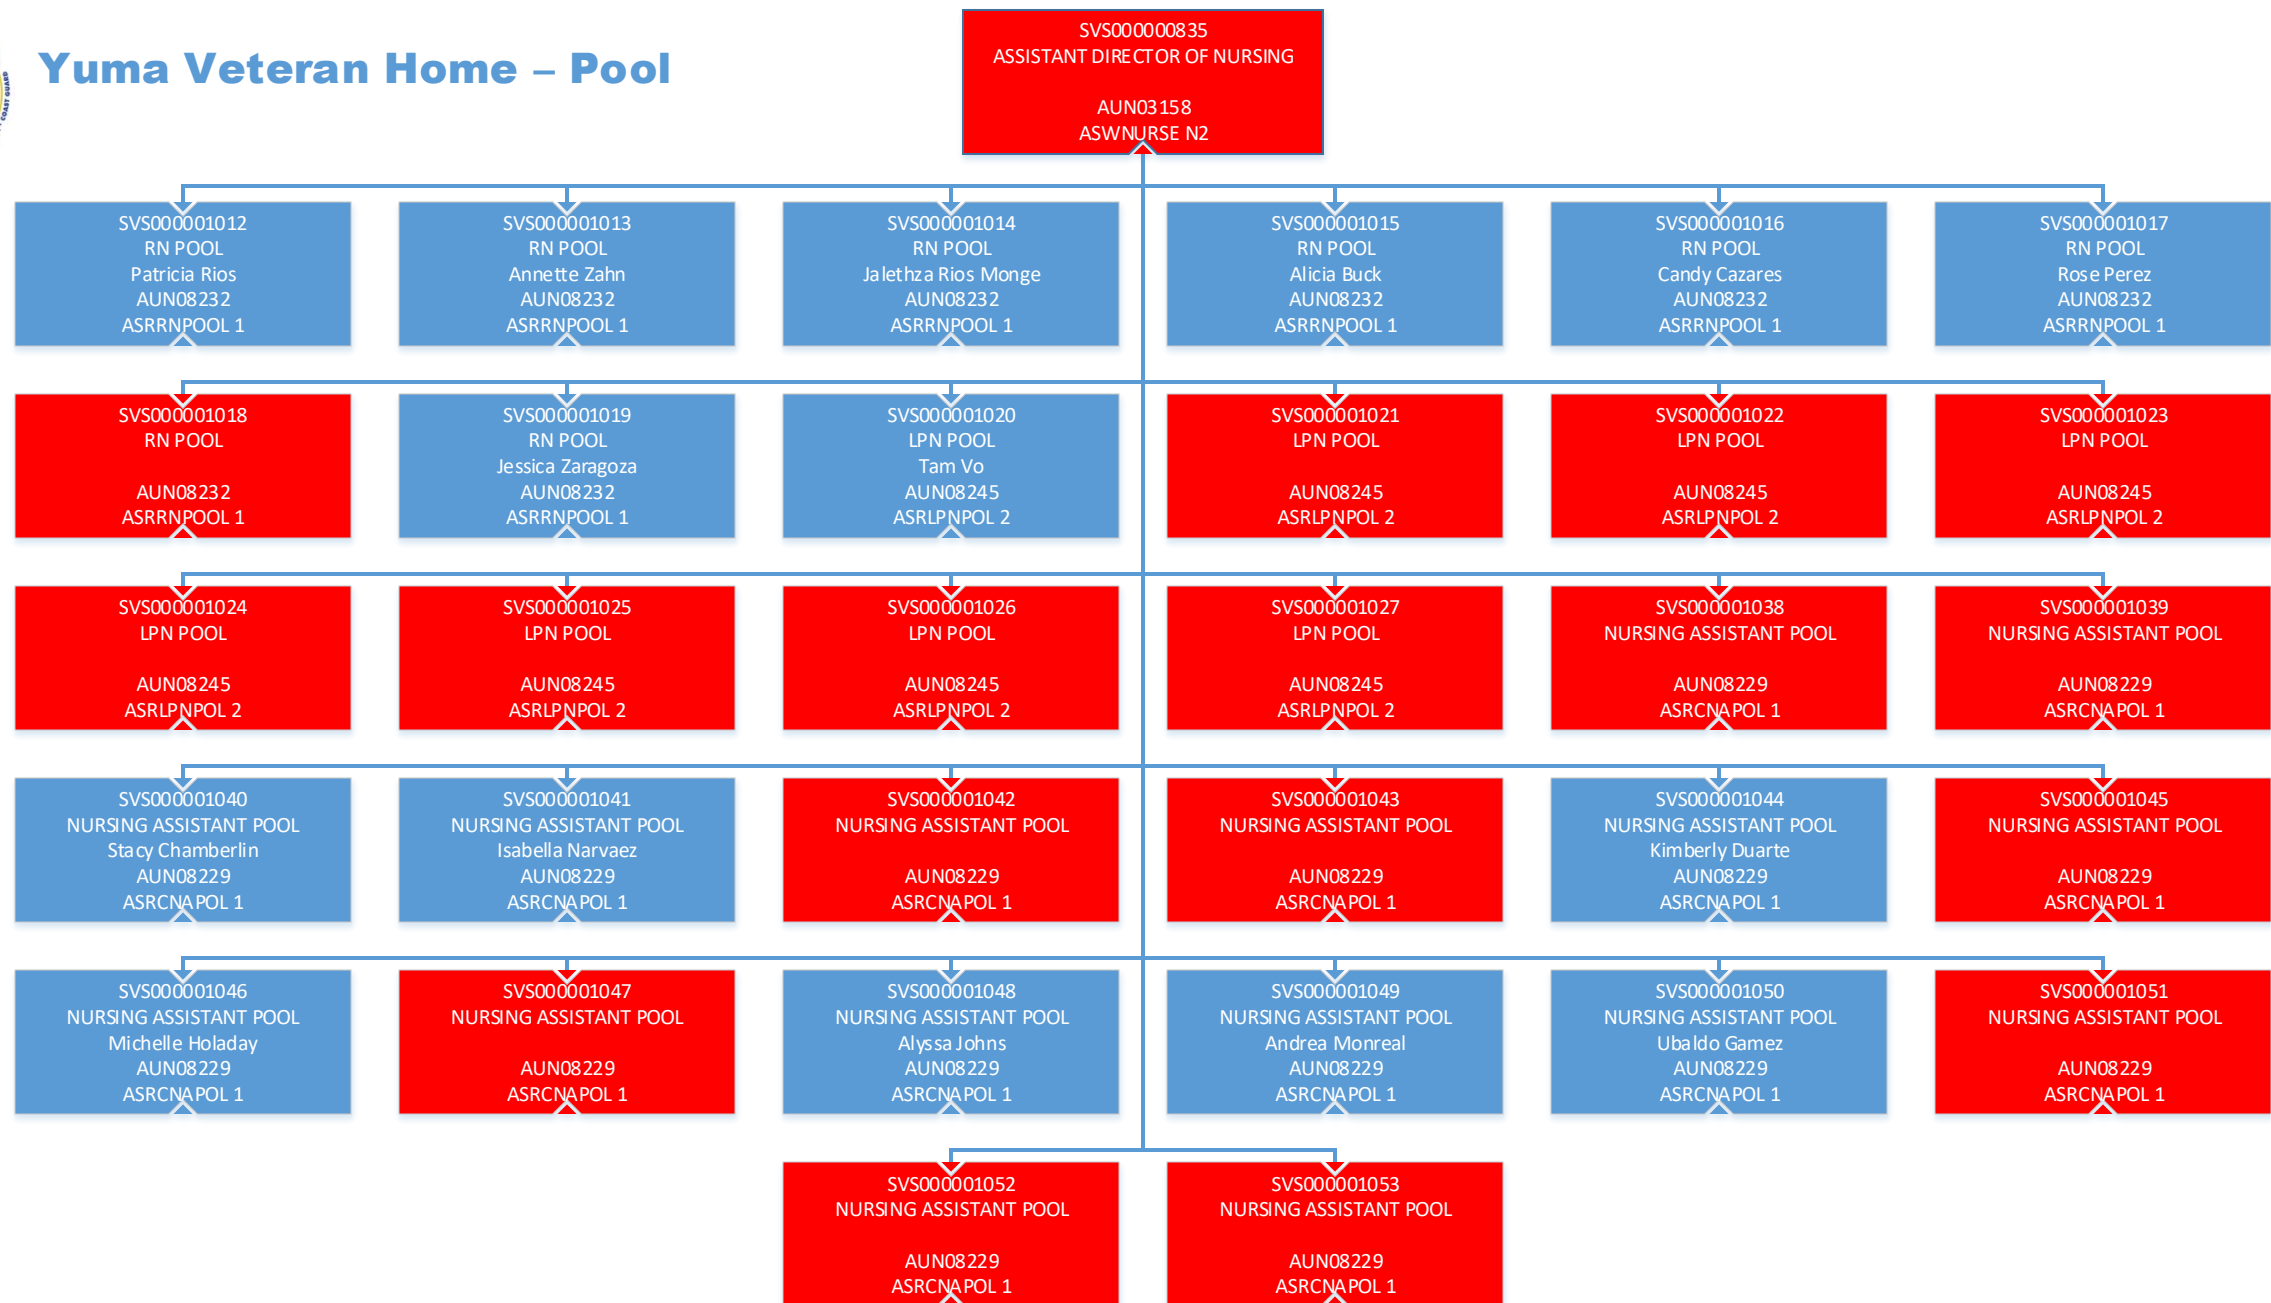 COAST GUARD
Yuma Veteran Home – Pool
SVS000000835
ASSISTANT DIRECTOR OF NURSING
AUN03158
ASWNURSE N2
SVS000001012
RN POOL
Patricia Rios
AUN08232
ASRRNPOOL 1
SVS000001013
RN POOL
Annette Zahn
AUN08232
ASRRNPOOL 1
SVS000001014
RN POOL
Jalethza Rios Monge
AUN08232
ASRRNPOOL 1
SVS000001015
RN POOL
Alicia Buck
AUN08232
ASRRNPOOL 1
SVS000001016
RN POOL
Candy Cazares
AUN08232
ASRRNPOOL 1
SVS000001017
RN POOL
Rose Perez
AUN08232
ASRRNPOOL 1
SVS000001018
RN POOL
AUN08232
ASRRNPOOL 1
SVS000001019
RN POOL
Jessica Zaragoza
AUN08232
ASRRNPOOL 1
SVS000001020
LPN POOL
Tam Vo
AUN08245
ASRLPNPOL 2
SVS000001021
LPN POOL
AUN08245
ASRLPNPOL 2
SVS000001022
LPN POOL
AUN08245
ASRLPNPOL 2
SVS000001023
LPN POOL
AUN08245
ASRLPNPOL 2
SVS000001024
LPN POOL
AUN08245
ASRLPNPOL 2
SVS000001025
LPN POOL
AUN08245
ASRLPNPOL 2
SVS000001026
LPN POOL
AUN08245
ASRLPNPOL 2
SVS000001027
LPN POOL
AUN08245
ASRLPNPOL 2
SVS000001038
NURSING ASSISTANT POOL
AUN08229
ASRCNAPOL 1
SVS000001039
NURSING ASSISTANT POOL
AUN08229
ASRCNAPOL 1
SVS000001040
NURSING ASSISTANT POOL
Stacy Chamberlin
AUN08229
ASRCNAPOL 1
SVS000001041
NURSING ASSISTANT POOL
Isabella Narvaez
AUN08229
ASRCNAPOL 1
SVS000001042
NURSING ASSISTANT POOL
AUN08229
ASRCNAPOL 1
SVS000001043
NURSING ASSISTANT POOL
AUN08229
ASRCNAPOL 1
SVS000001044
NURSING ASSISTANT POOL
Kimberly Duarte
AUN08229
ASRCNAPOL 1
SVS000001045
NURSING ASSISTANT POOL
AUN08229
ASRCNAPOL 1
SVS000001046
NURSING ASSISTANT POOL
Michelle Holaday
AUN08229
ASRCNAPOL 1
SVS000001047
NURSING ASSISTANT POOL
AUN08229
ASRCNAPOL 1
SVS000001048
NURSING ASSISTANT POOL
Alyssa Johns
AUN08229
ASRCNAPOL 1
SVS000001049
NURSING ASSISTANT POOL
Andrea Monreal
AUN08229
ASRCNAPOL 1
SVS000001050
NURSING ASSISTANT POOL
Ubaldo Gamez
AUN08229
ASRCNAPOL 1
SVS000001051
NURSING ASSISTANT POOL
AUN08229
ASRCNAPOL 1
SVS000001052
NURSING ASSISTANT POOL
AUN08229
ASRCNAPOL 1
SVS000001053
NURSING ASSISTANT POOL
AUN08229
ASRCNAPOL 1